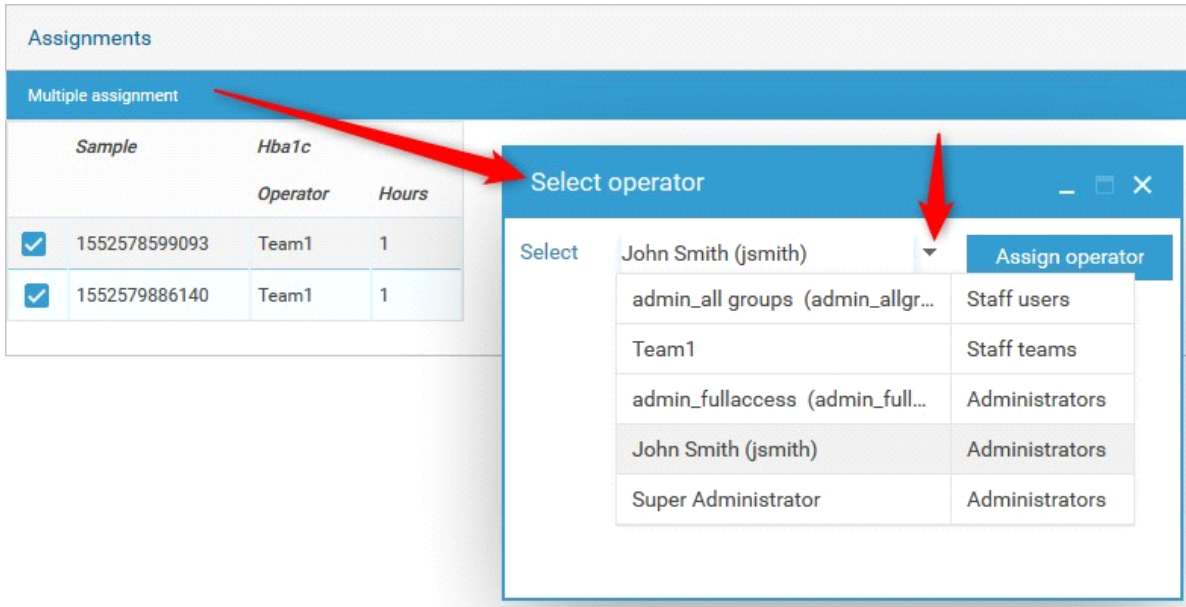 Assignments
Multiple assignment
Sample Hba1c
Operator Hours
1552578599093 Team1 1
1552579886140 Team1 1
Select operator
Select John Smith (jsmith) Assign operator
admin_all groups (admin_allgr... Staff users
Team1 Staff teams
admin_fullaccess (admin_full... Administrators
John Smith (jsmith) Administrators
Super Administrator Administrators